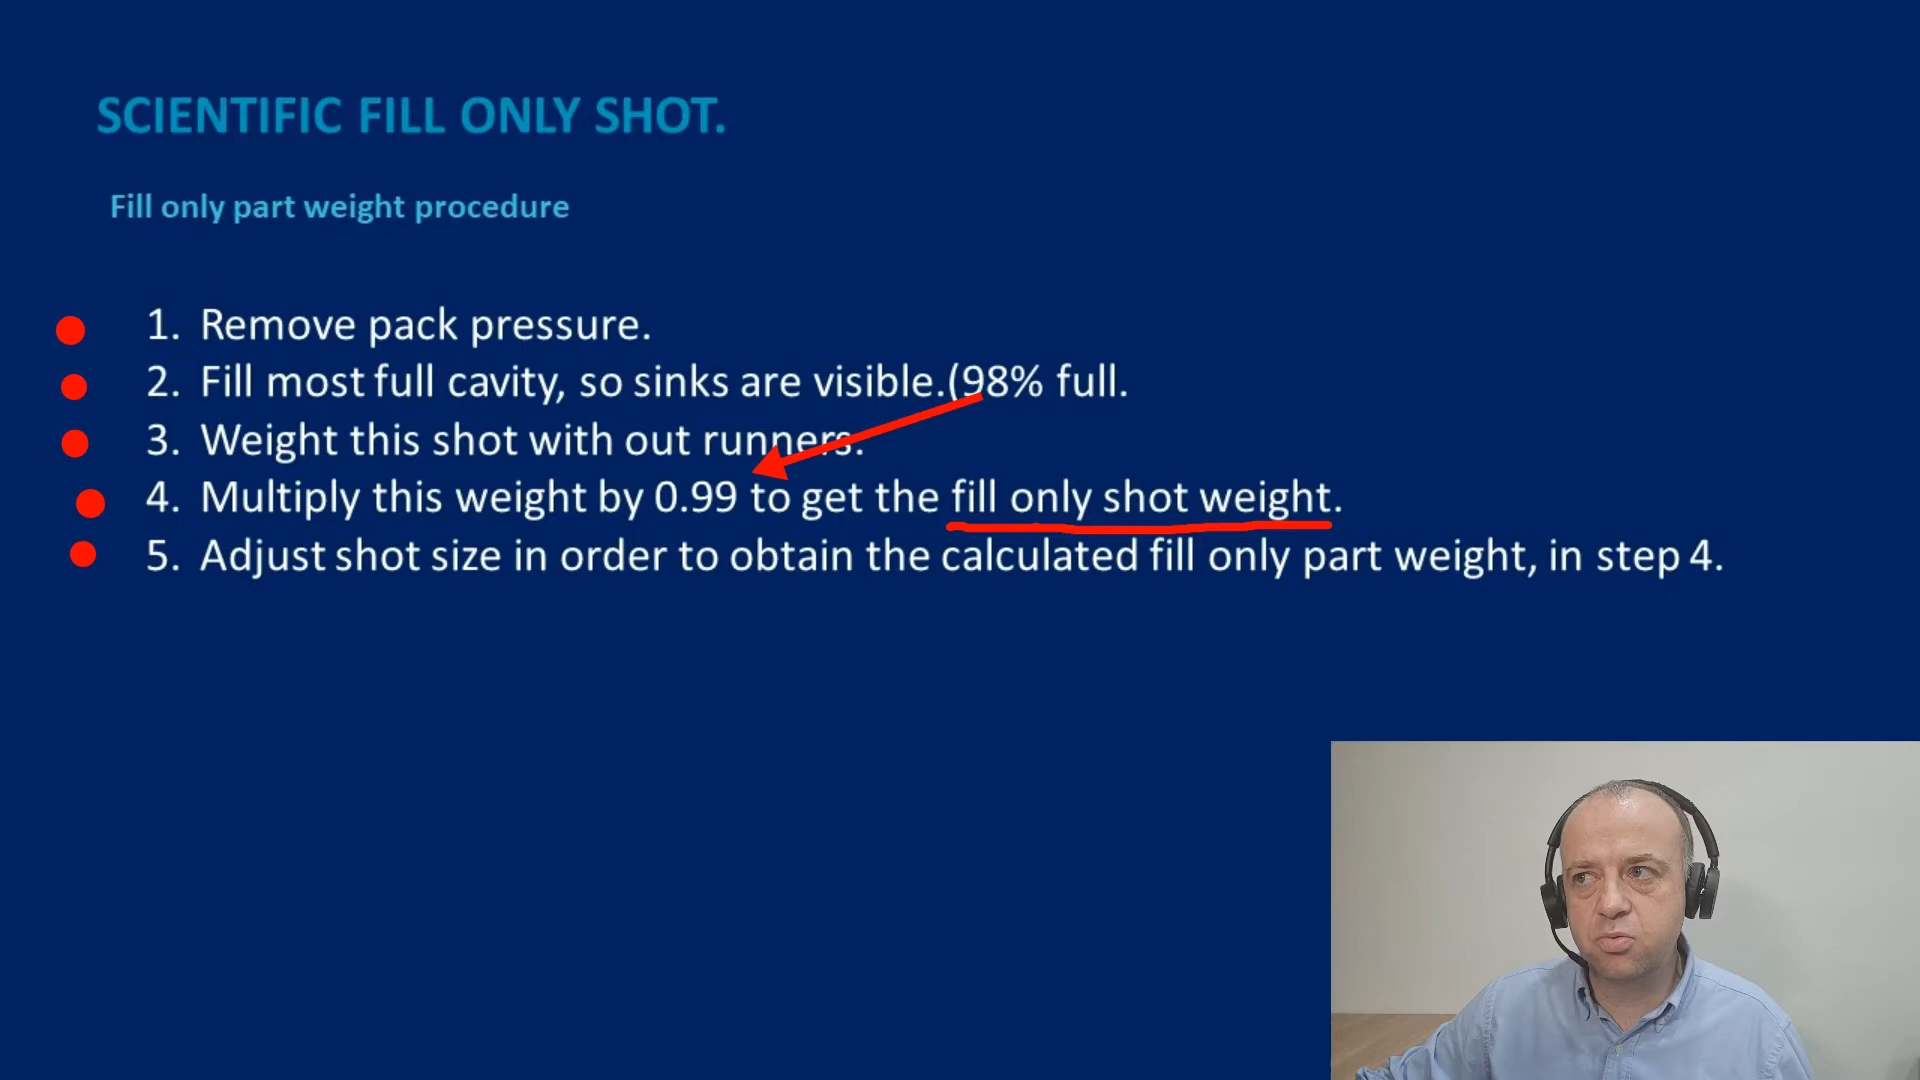 SCIENTIFIC FILL ONLY SHOT.
Fill only part weight procedure
1. Remove pack pressure.
2. Fill most full cavity, so sinks are visible.(98% full.
3. Weight this shot with out runners.
4. Multiply this weight by 0.99 to get the fill only shot weight.
5. Adjust shot size in order to obtain the calculated fill only part weight, in step 4.